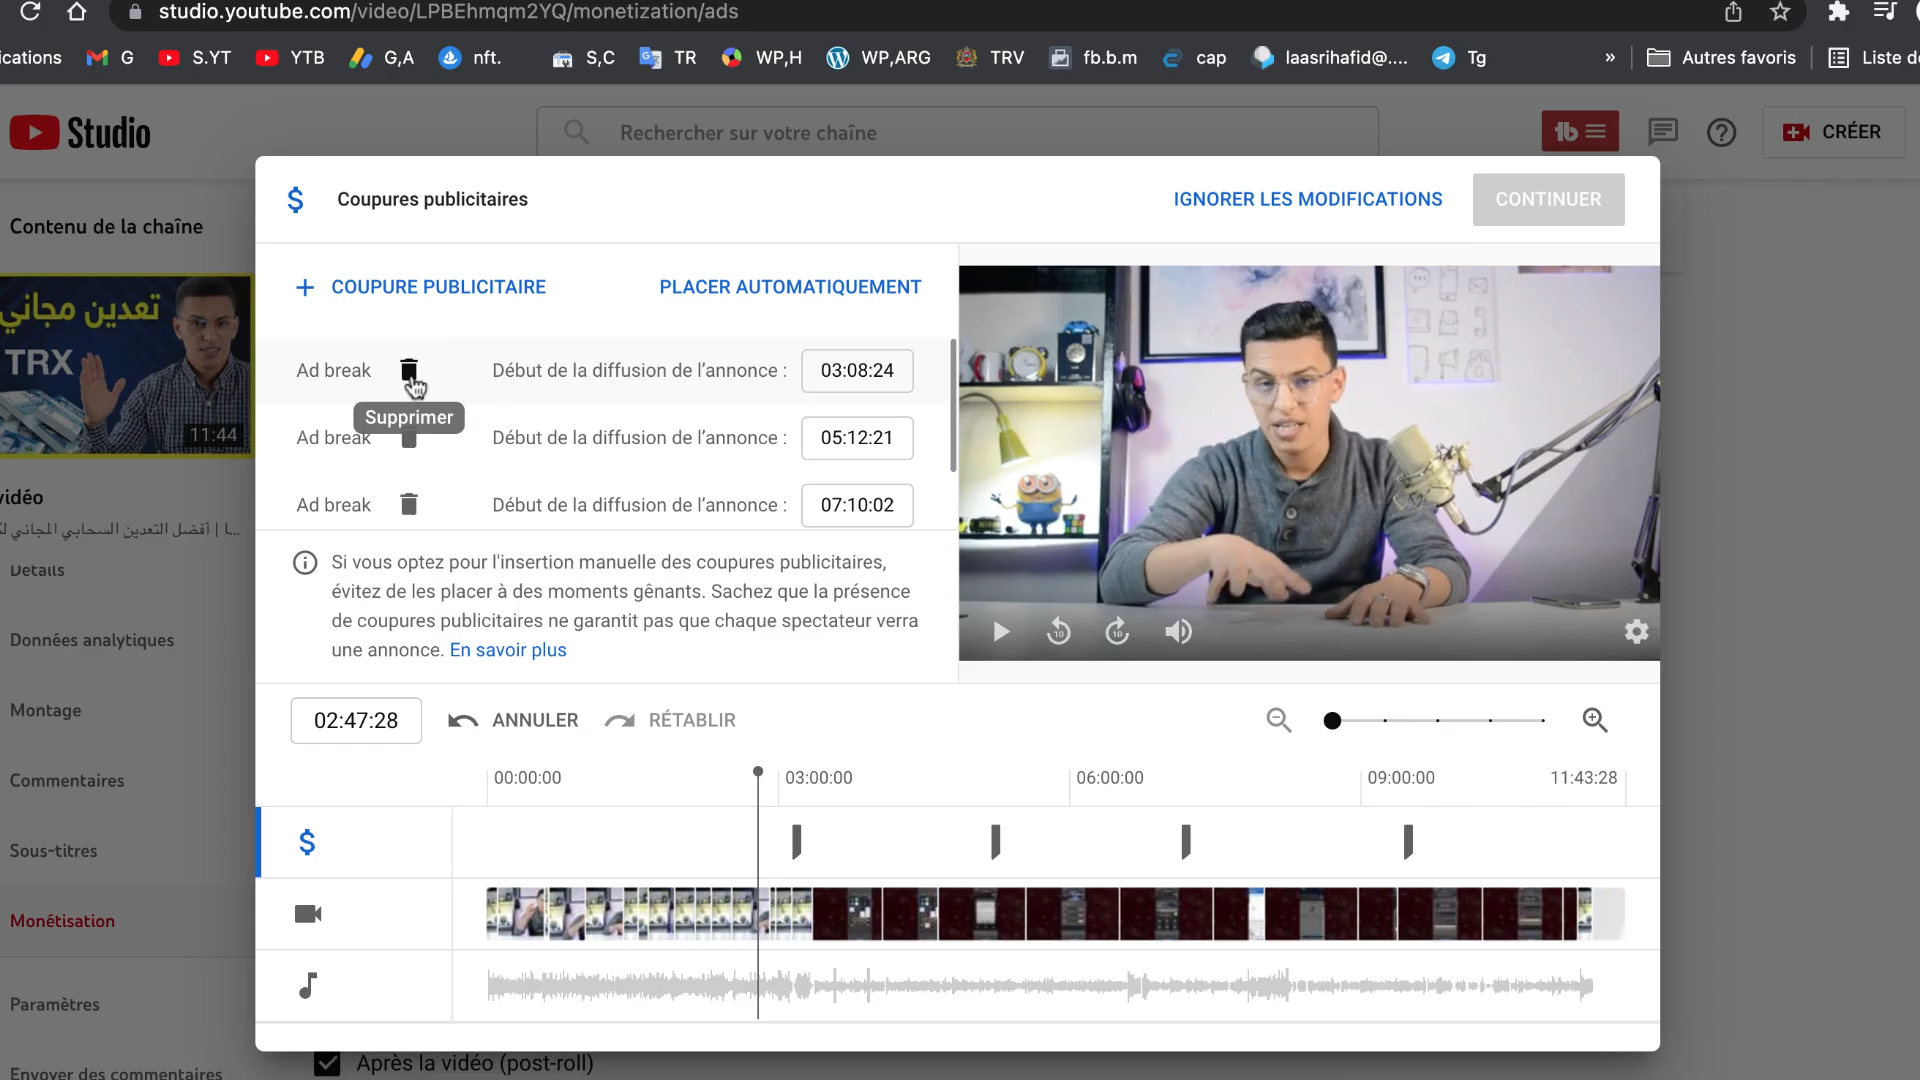 studio.youtube.com/video/LPBEhmqm2YQ/monetization/ads
ications G S.YT YTB G,A nft. S,C TR WP,H WP,ARG TRV fb.b.m cap laasrihafid@.... Tg » Autres favoris Liste de
Studio
Rechercher sur votre chaîne
CRÉER
Contenu de la chaîne
تعدين مجاني
TRX
11:44
vidéo
أفضل التعدين السحابي المجاني ل | L...
Détails
Données analytiques
Montage
Commentaires
Sous-titres
Monétisation
Paramètres
Envoyer des commentaires
Coupures publicitaires
IGNORER LES MODIFICATIONS
CONTINUER
+ COUPURE PUBLICITAIRE
PLACER AUTOMATIQUEMENT
Ad break Début de la diffusion de l'annonce : 03:08:24
Supprimer
Ad break Début de la diffusion de l'annonce : 05:12:21
Ad break Début de la diffusion de l'annonce : 07:10:02
Si vous optez pour l'insertion manuelle des coupures publicitaires,
évitez de les placer à des moments gênants. Sachez que la présence
de coupures publicitaires ne garantit pas que chaque spectateur verra
une annonce. En savoir plus
10 10
02:47:28 ANNULER RÉTABLIR
00:00:00 03:00:00 06:00:00 09:00:00 11:43:28
Après la vidéo (post-roll)